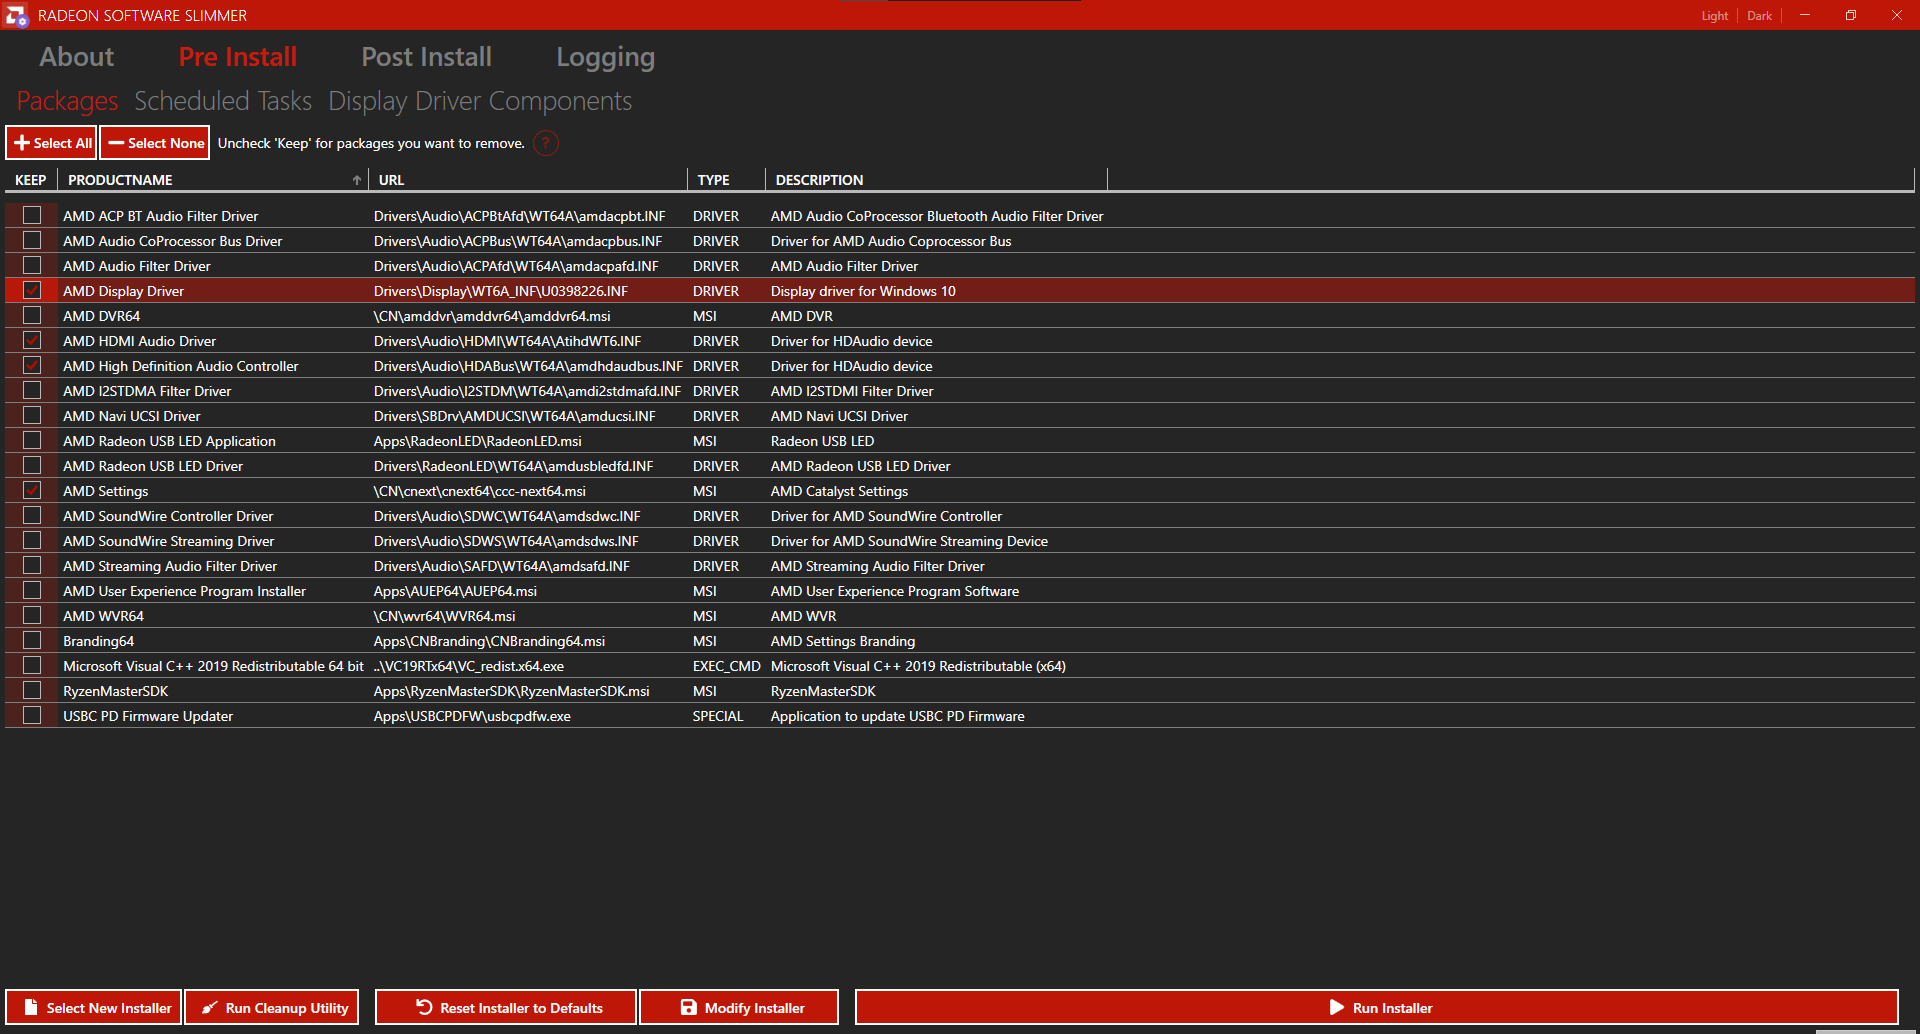 RADEON SOFTWARE SLIMMER Light Dark
About Pre Install Post Install Logging
Packages Scheduled Tasks Display Driver Components
Select All Select None Uncheck 'Keep' for packages you want to remove. ?
KEEP PRODUCTNAME URL TYPE DESCRIPTION
AMD ACP BT Audio Filter Driver Drivers\Audio\ACPBtAfd\WT64A\amdacpbt.INF DRIVER AMD Audio CoProcessor Bluetooth Audio Filter Driver
AMD Audio CoProcessor Bus Driver Drivers\Audio\ACPBus\WT64A\amdacpbus.INF DRIVER Driver for AMD Audio Coprocessor Bus
AMD Audio Filter Driver Drivers\Audio\ACPAfd\WT64A\amdacpafd.INF DRIVER AMD Audio Filter Driver
AMD Display Driver Drivers\Display\WT6A_INF\U0398226.INF DRIVER Display driver for Windows 10
AMD DVR64 \CN\amddvr\amddvr64\amddvr64.msi MSI AMD DVR
AMD HDMI Audio Driver Drivers\Audio\HDMI\WT64A\AtihdWT6.INF DRIVER Driver for HDAudio device
AMD High Definition Audio Controller Drivers\Audio\HDABus\WT64A\amdhdaudbus.INF DRIVER Driver for HDAudio device
AMD I2STDMA Filter Driver Drivers\Audio\I2STDM\WT64A\amdi2stdmafd.INF DRIVER AMD I2STDMI Filter Driver
AMD Navi UCSI Driver Drivers\SBDrv\AMDUCSI\WT64A\amducsi.INF DRIVER AMD Navi UCSI Driver
AMD Radeon USB LED Application Apps\RadeonLED\RadeonLED.msi MSI Radeon USB LED
AMD Radeon USB LED Driver Drivers\RadeonLED\WT64A\amdusbledfd.INF DRIVER AMD Radeon USB LED Driver
AMD Settings \CN\cnext\cnext64\ccc-next64.msi MSI AMD Catalyst Settings
AMD SoundWire Controller Driver Drivers\Audio\SDWC\WT64A\amdsdwc.INF DRIVER Driver for AMD SoundWire Controller
AMD SoundWire Streaming Driver Drivers\Audio\SDWS\WT64A\amdsdws.INF DRIVER Driver for AMD SoundWire Streaming Device
AMD Streaming Audio Filter Driver Drivers\Audio\SAFD\WT64A\amdsafd.INF DRIVER AMD Streaming Audio Filter Driver
AMD User Experience Program Installer Apps\AUEP64\AUEP64.msi MSI AMD User Experience Program Software
AMD WVR64 \CN\wvr64\WVR64.msi MSI AMD WVR
Branding64 Apps\CNBranding\CNBranding64.msi MSI AMD Settings Branding
Microsoft Visual C++ 2019 Redistributable 64 bit ..\VC19RTx64\VC_redist.x64.exe EXEC_CMD Microsoft Visual C++ 2019 Redistributable (x64)
RyzenMasterSDK Apps\RyzenMasterSDK\RyzenMasterSDK.msi MSI RyzenMasterSDK
USBC PD Firmware Updater Apps\USBCPDFW\usbcpdfw.exe SPECIAL Application to update USBC PD Firmware
Select New Installer Run Cleanup Utility Reset Installer to Defaults Modify Installer Run Installer